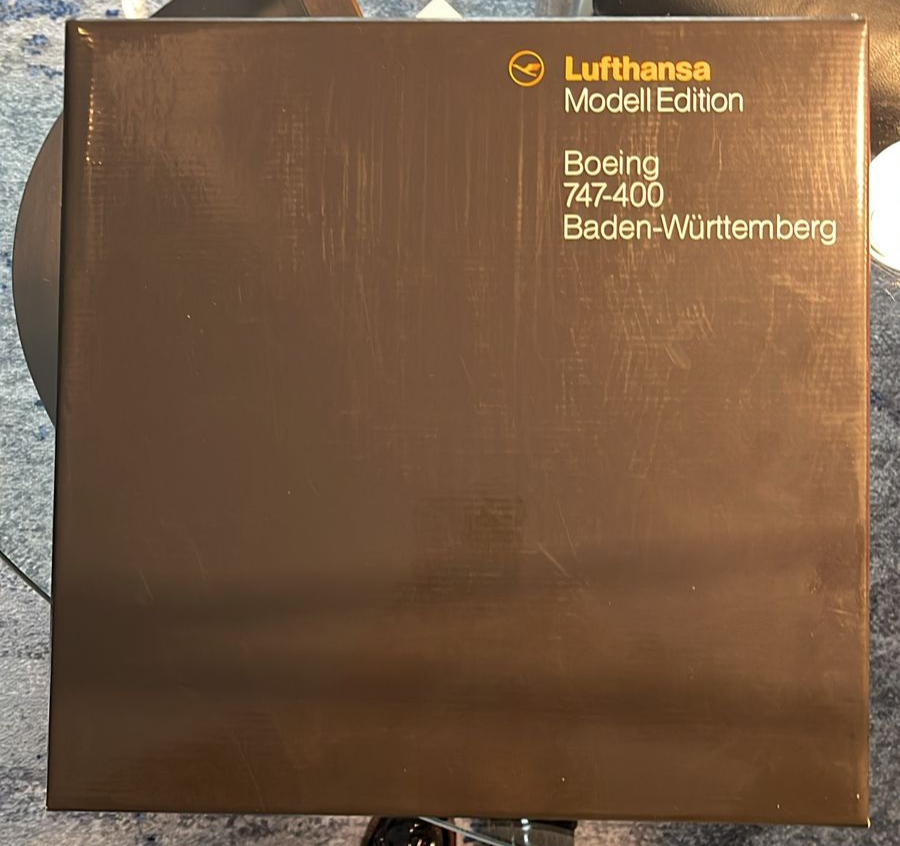 Lufthansa
Modell Edition
Boeing
747-400
Baden-Württemberg